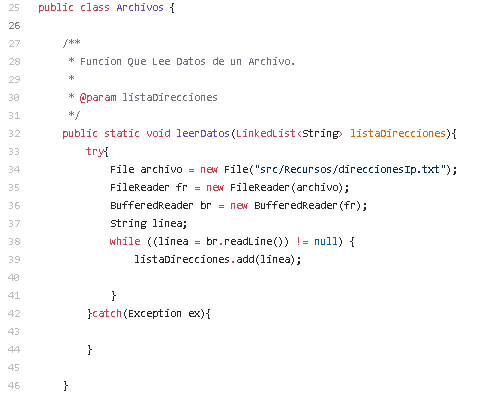 25 public class Archivos {
26
27 /**
28 * Funcion Que Lee Datos de un Archivo.
29 *
30 * @param listaDirecciones
31 */
32 public static void leerDatos(LinkedList<String> listaDirecciones){
33 try{
34 File archivo = new File("src/Recursos/direccionesIp.txt");
35 FileReader fr = new FileReader(archivo);
36 BufferedReader br = new BufferedReader(fr);
37 String linea;
38 while ((linea = br.readLine()) != null) {
39 listaDirecciones.add(linea);
40
41 }
42 }catch(Exception ex){
43
44 }
45
46 }